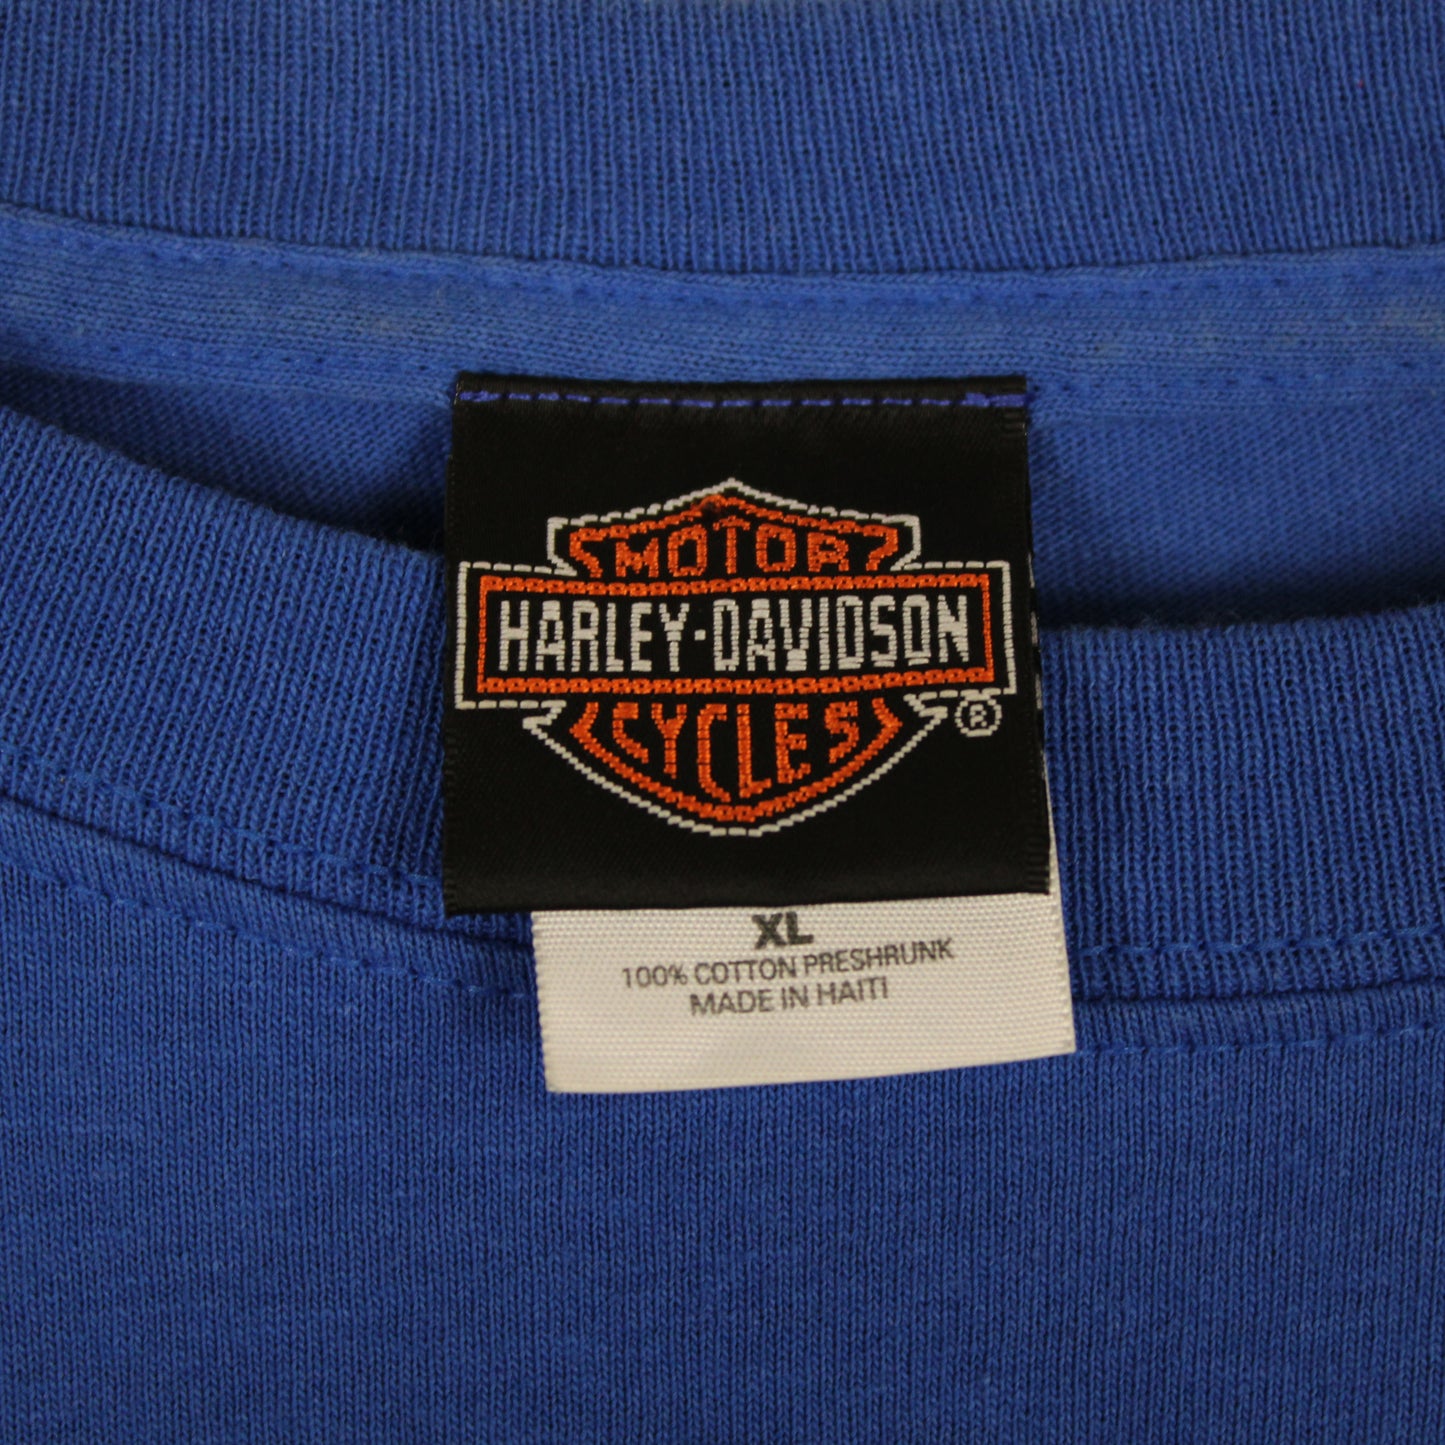 MOTOR
HARLEY-DAVIDSON
CYCLES
®
XL
100% COTTON PRESHRUNK
MADE IN HAITI